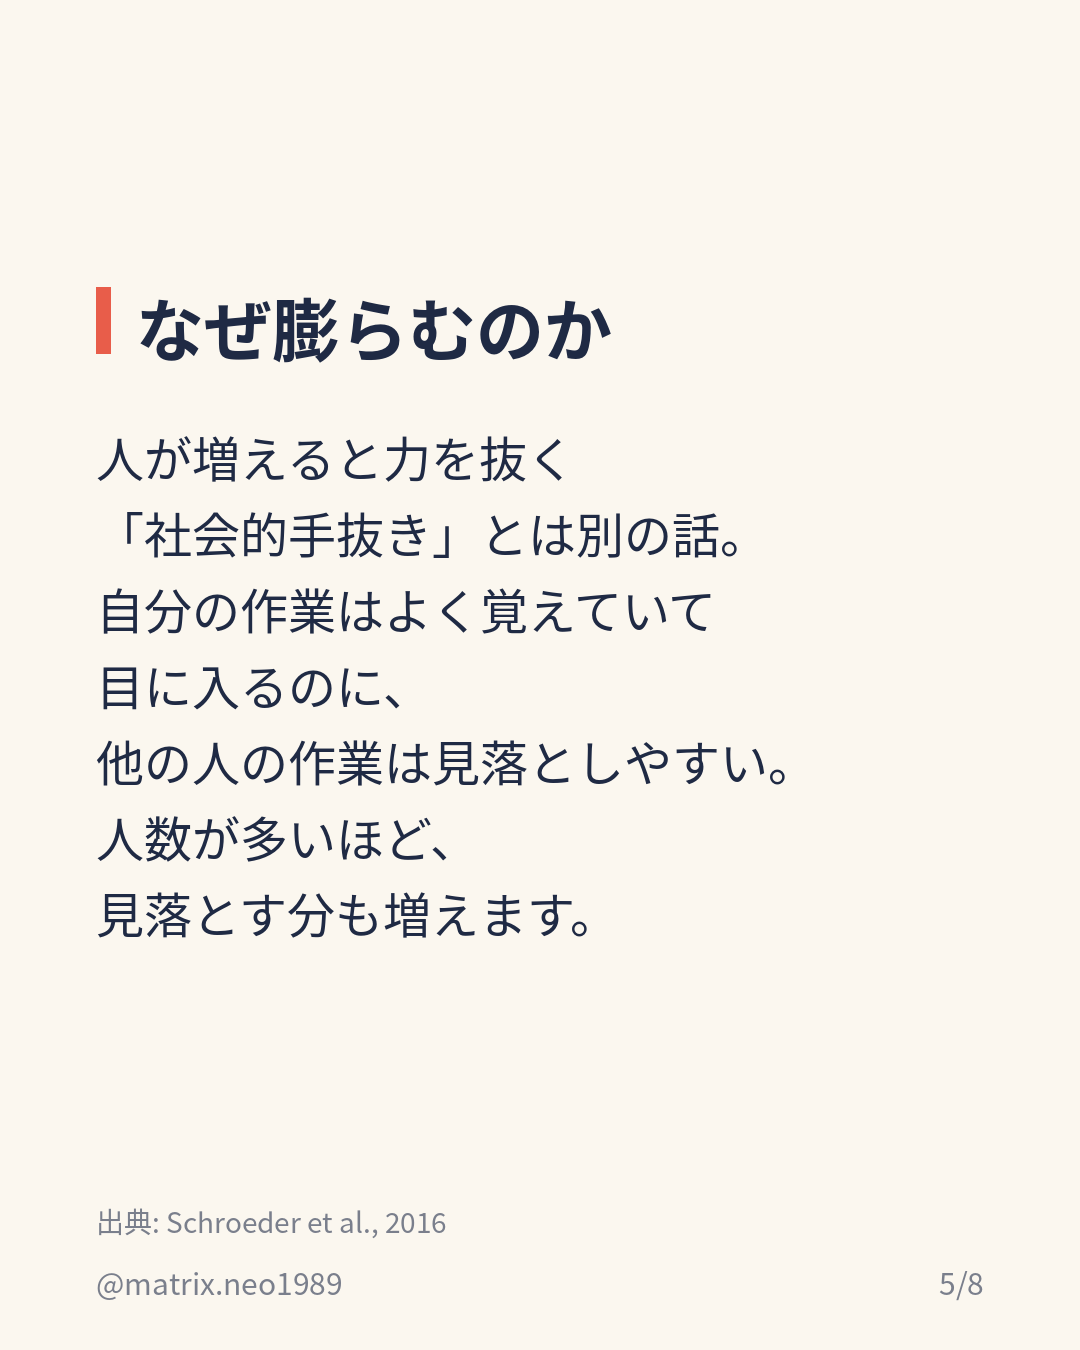 なぜ膨らむのか
人が増えると力を抜く
「社会的手抜き」とは別の話。
自分の作業はよく覚えていて
目に入るのに、
他の人の作業は見落としやすい。
人数が多いほど、
見落とす分も増えます。
出典: Schroeder et al., 2016
@matrix.neo1989
5/8